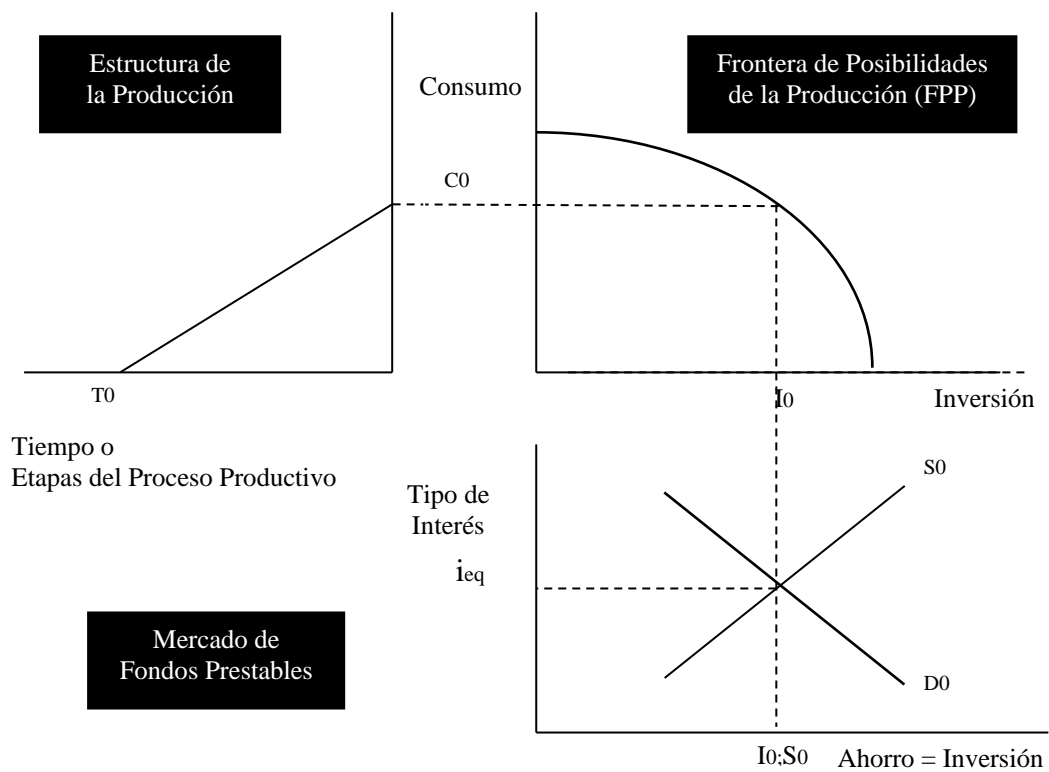 Estructura de
la Producción
Consumo
Frontera de Posibilidades
de la Producción (FPP)
C0
T0
I0
Inversión
Tiempo o
Etapas del Proceso Productivo
Tipo de
Interés
ieq
S0
Mercado de
Fondos Prestables
D0
I0;S0
Ahorro = Inversión